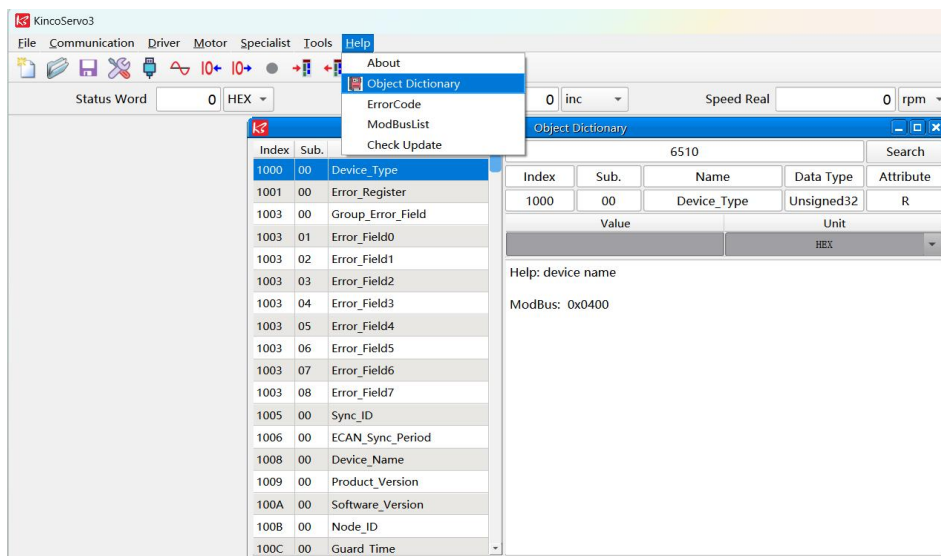 KincoServo3
File Communication Driver Motor Specialist Tools Help
About
Object Dictionary
ErrorCode
ModBusList
Check Update
Status Word 0 HEX 0 inc Speed Real 0 rpm
Object Dictionary
Index Sub.
1000 00 Device_Type
1001 00 Error_Register
1003 00 Group_Error_Field
1003 01 Error_Field0
1003 02 Error_Field1
1003 03 Error_Field2
1003 04 Error_Field3
1003 05 Error_Field4
1003 06 Error_Field5
1003 07 Error_Field6
1003 08 Error_Field7
1005 00 Sync_ID
1006 00 ECAN_Sync_Period
1008 00 Device_Name
1009 00 Product_Version
100A 00 Software_Version
100B 00 Node_ID
100C 00 Guard Time
6510 Search
Index Sub. Name Data Type Attribute
1000 00 Device_Type Unsigned32 R
Value Unit
HEX
Help: device name
ModBus: 0x0400